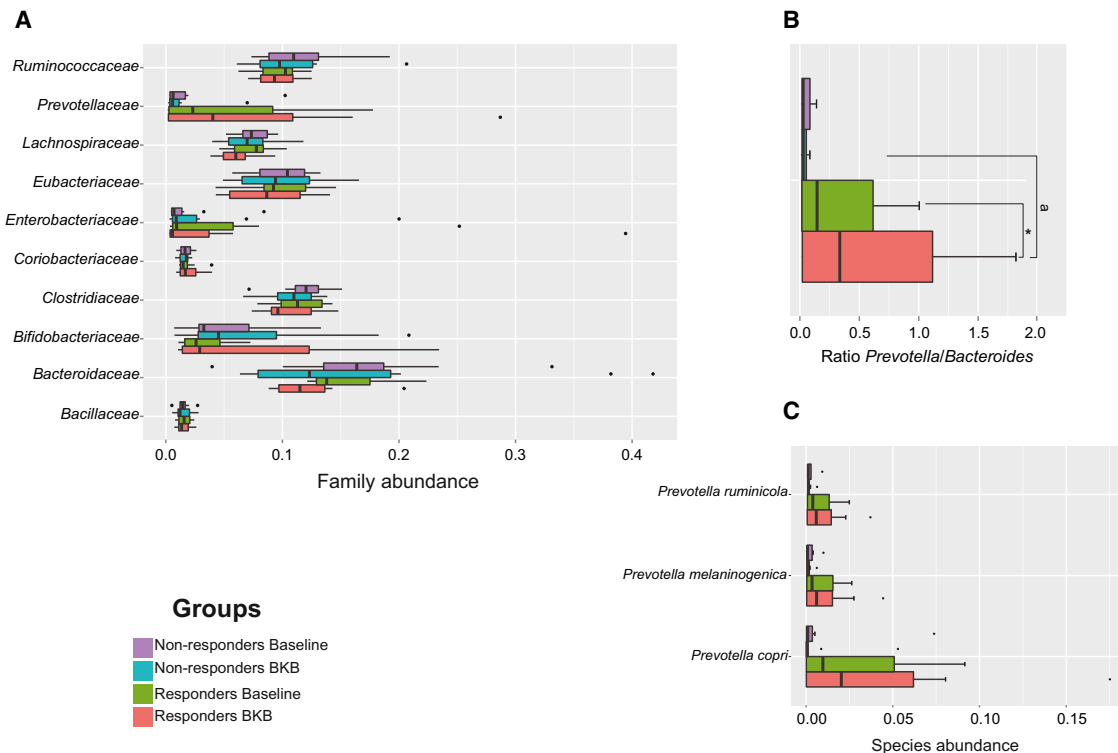 A
Ruminococcaceae
Prevotellaceae
Lachnospiraceae
Eubacteriaceae
Enterobacteriaceae
Coriobacteriaceae
Clostridiaceae
Bifidobacteriaceae
Bacteroidaceae
Bacillaceae
0.0 0.1 0.2 0.3 0.4
Family abundance
B
a
*
0.0 0.5 1.0 1.5 2.0
Ratio Prevotella/Bacteroides
C
Prevotella ruminicola
Prevotella melaninogenica
Prevotella copri
0.00 0.05 0.10 0.15
Species abundance
Groups
Non-responders Baseline
Non-responders BKB
Responders Baseline
Responders BKB